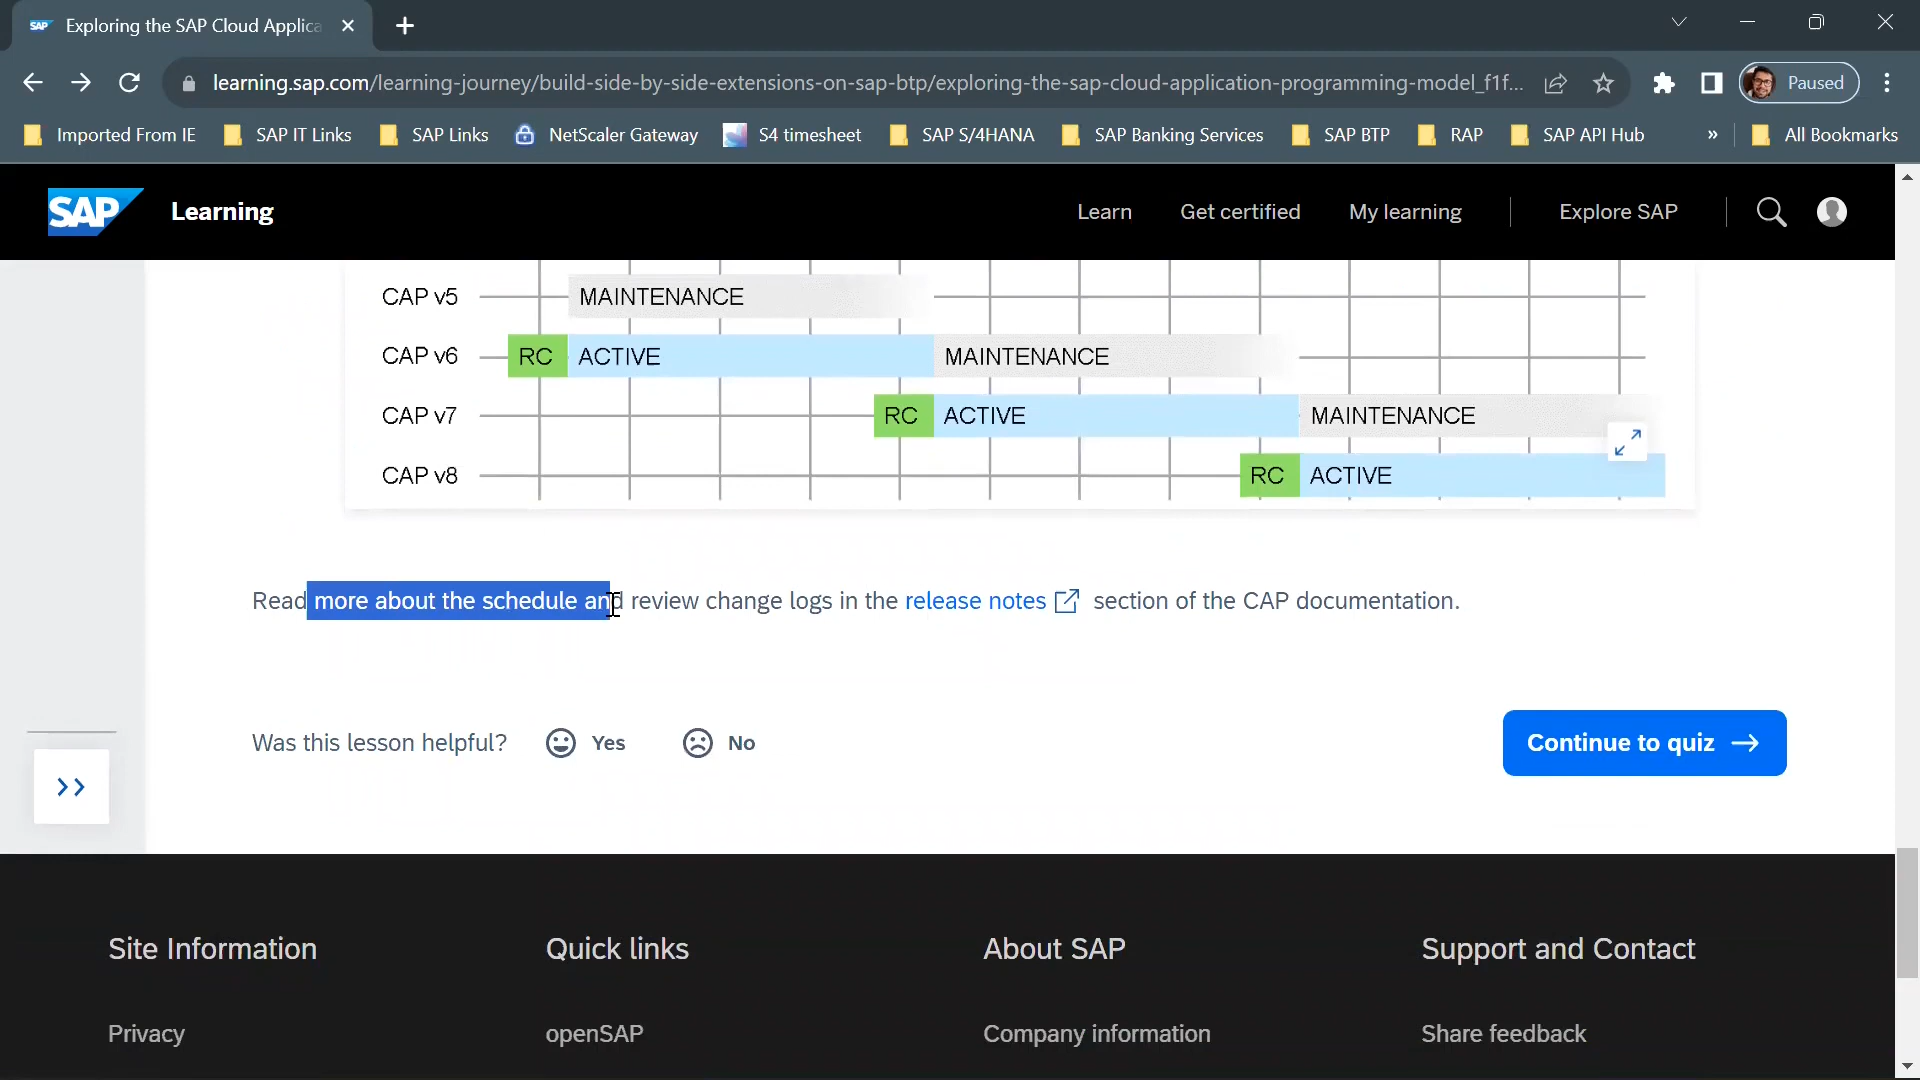 SAP Exploring the SAP Cloud Applica
learning.sap.com/learning-journey/build-side-by-side-extensions-on-sap-btp/exploring-the-sap-cloud-application-programming-model_f1f... Paused
Imported From IE SAP IT Links SAP Links NetScaler Gateway S4 timesheet SAP S/4HANA SAP Banking Services SAP BTP RAP SAP API Hub » All Bookmarks
SAP Learning Learn Get certified My learning Explore SAP
CAP v5 MAINTENANCE
CAP v6 RC ACTIVE MAINTENANCE
CAP v7 RC ACTIVE MAINTENANCE
CAP v8 RC ACTIVE
Read more about the schedule and review change logs in the release notes section of the CAP documentation.
Was this lesson helpful? Yes No Continue to quiz →
Site Information Quick links About SAP Support and Contact
Privacy openSAP Company information Share feedback